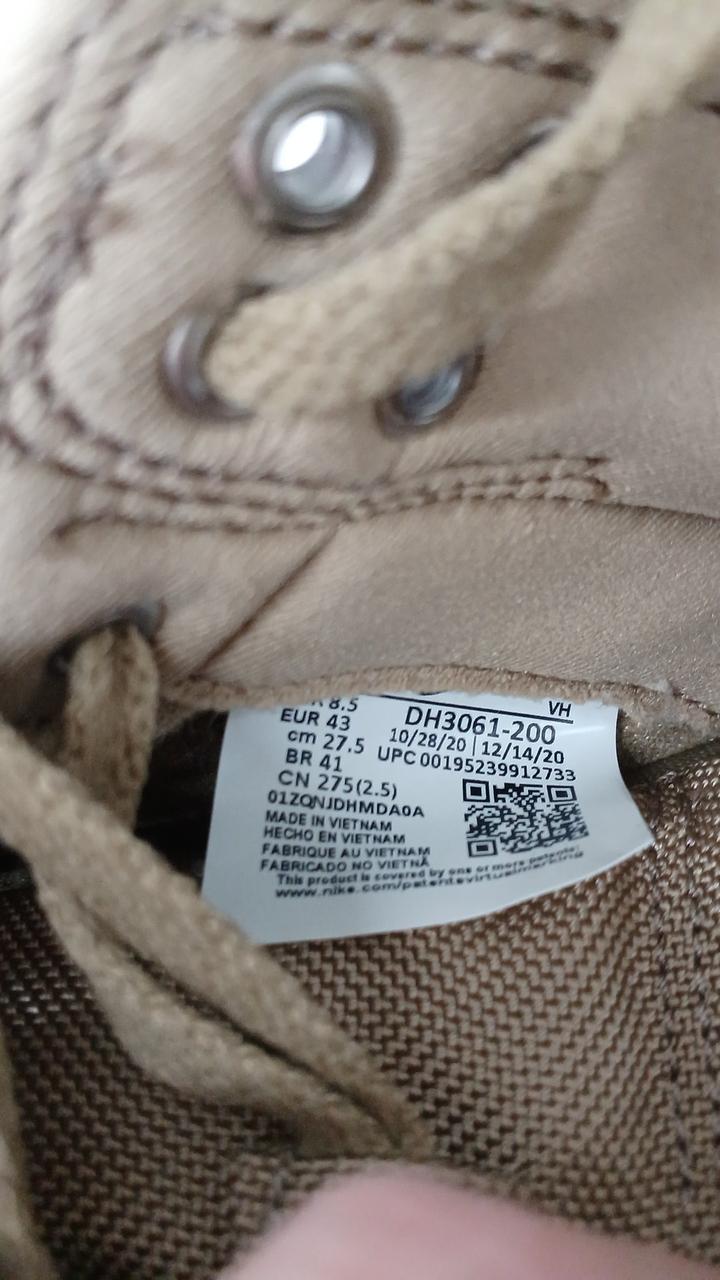 8.5
EUR 43
cm 27.5
BR 41
CN 275(2.5)
01ZQNJDHMDA0A
MADE IN VIETNAM
HECHO EN VIETNAM
FABRIQUE AU VIETNAM
FABRICADO NO VIETNÃ
This product is covered by one or more patents:
www.nike.com/patentsvirtualmarking
VH
DH3061-200
10/28/20 | 12/14/20
UPC 00195239912733